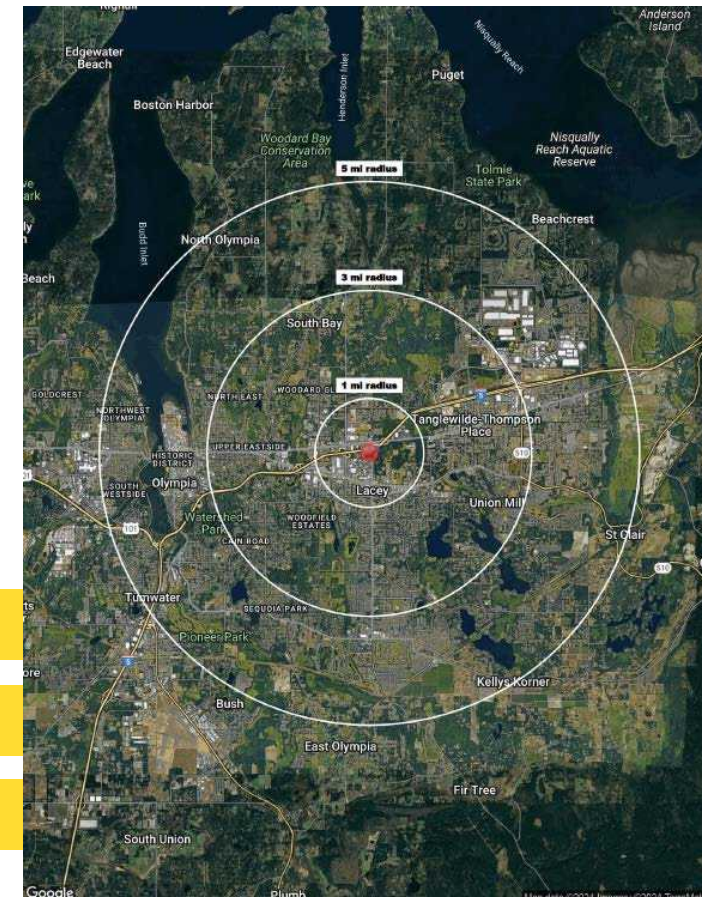 Anderson
Island
Edgewater
Beach
Puget
Nisqually Reach
Boston Harbor
Henderson Inlet
Woodard Bay
Conservation
Area
Nisqually
Reach Aquatic
Reserve
5 mi radius
Tolmie
State Park
Beachcrest
Budd Inlet
North Olympia
Beach
3 mi radius
South Bay
1 mi radius
GOLDCREST
NORTH EAST
5
NORTHWEST
OLYMPIA
Tanglewilde-Thompson
Place
UPPER EASTSIDE
HISTORIC
DISTRICT
510
SOUTH
WESTSIDE
Olympia
Lacey
Union Mill
Watershed
Park
WOODFIELD
ESTATES
101
CAIN ROAD
St Clair
510
Tumwater
SEQUOIA PARK
Pioneer Park
5
Kellys Korner
Bush
East Olympia
Fir Tree
South Union
Google
Plumb